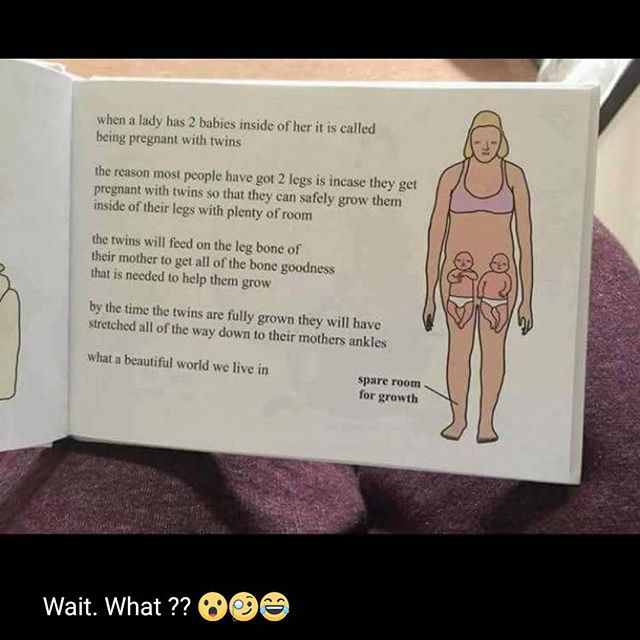 when a lady has 2 babies inside of her it is called
being pregnant with twins
the reason most people have got 2 legs is incase they get
pregnant with twins so that they can safely grow them
inside of their legs with plenty of room
the twins will feed on the leg bone of
their mother to get all of the bone goodness
that is needed to help them grow
by the time the twins are fully grown they will have
stretched all of the way down to their mothers ankles
what a beautiful world we live in
spare room
for growth
Wait. What ?? 😮🧐😂